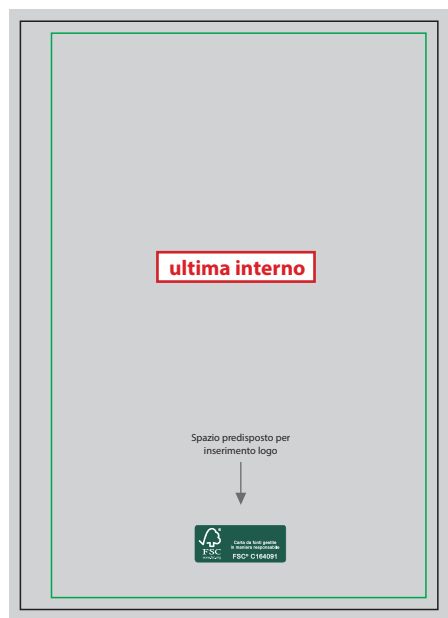 ultima interno
Spazio predisposto per
inserimento logo
FSC
Carta da fonti gestite
in maniera responsabile
FSC® C164091